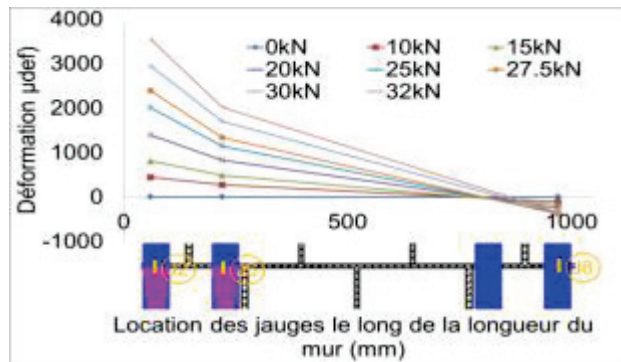 4000
3000
2000
1000
0
-1000
Déformation µdef
0kN 10kN 15kN
20kN 25kN 27.5kN
30kN 32kN
0 500 1000
Location des jauges le long de la longueur du
mur (mm)